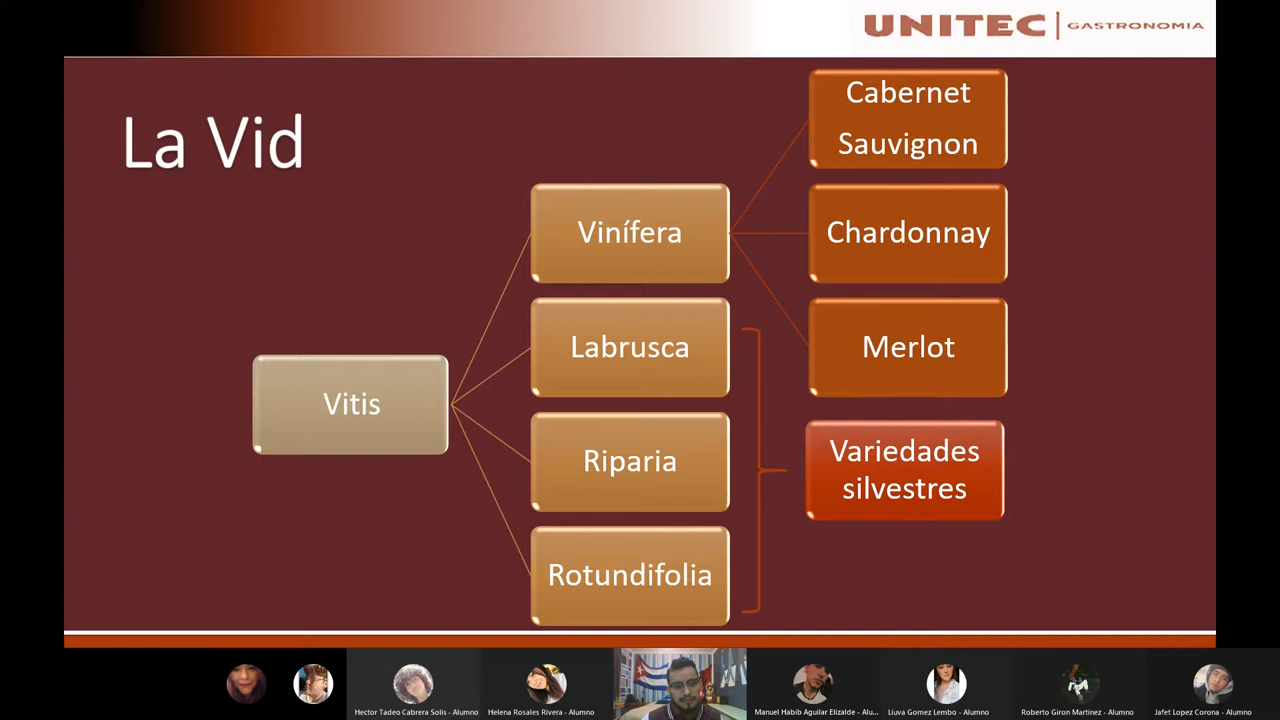 UNITEC | GASTRONOMIA
La Vid
Vitis
Vinífera
Labrusca
Riparia
Rotundifolia
Cabernet
Sauvignon
Chardonnay
Merlot
Variedades
silvestres
Hector Tadeo Cabrera Solis - Alumno
Helena Rosales Rivera - Alumno
Manuel Habib Aguilar Elizalde - Alu...
Liuva Gomez Lembo - Alumno
Roberto Giron Martinez - Alumno
Jafet Lopez Corona - Alumno